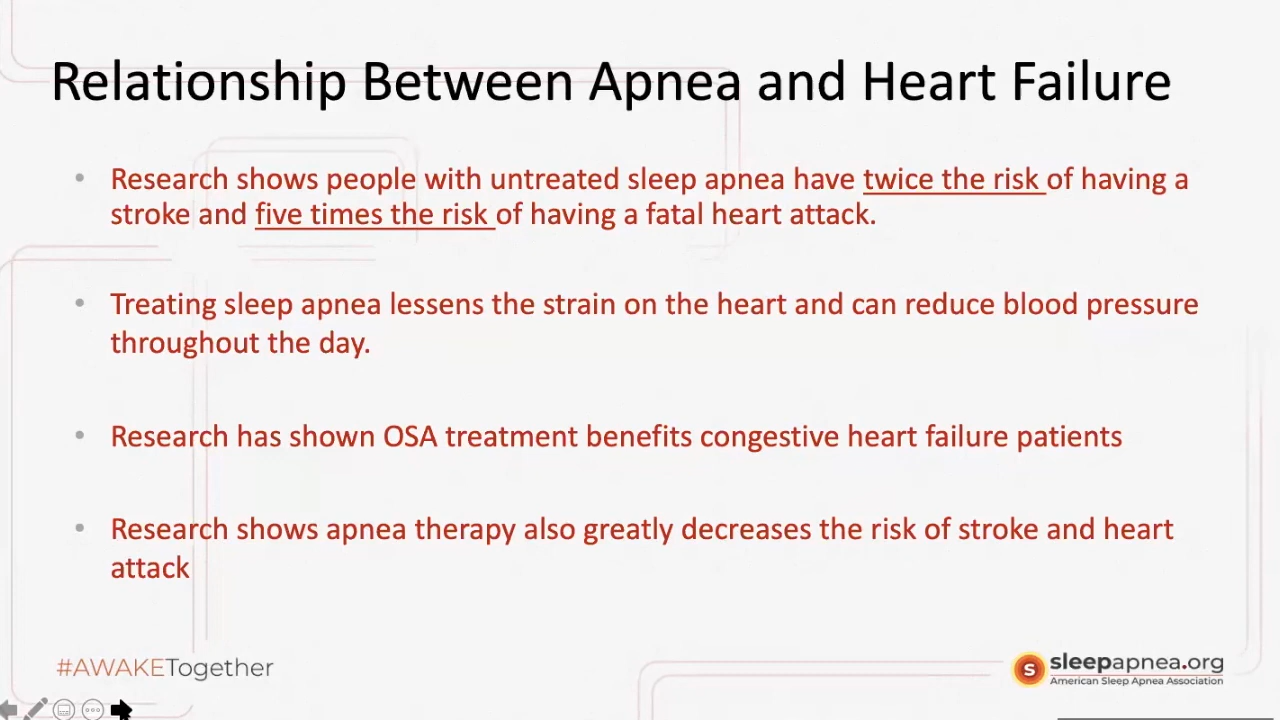 Relationship Between Apnea and Heart Failure
• Research shows people with untreated sleep apnea have twice the risk of having a
stroke and five times the risk of having a fatal heart attack.
• Treating sleep apnea lessens the strain on the heart and can reduce blood pressure
throughout the day.
• Research has shown OSA treatment benefits congestive heart failure patients
• Research shows apnea therapy also greatly decreases the risk of stroke and heart
attack
#AWAKETogether
S sleepapnea.org
American Sleep Apnea Association